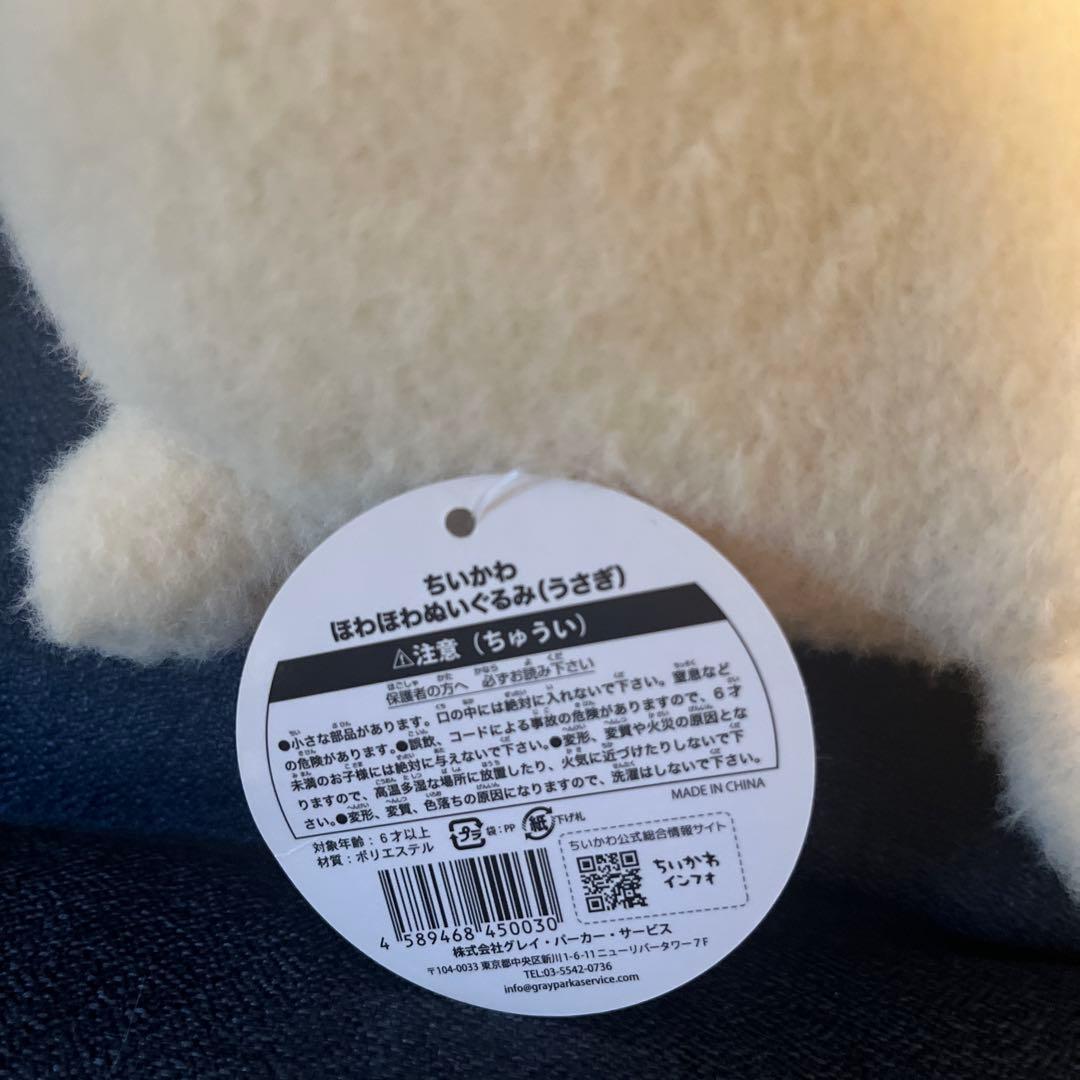 ちいかわ
ほわほわぬいぐるみ(うさぎ)
⚠注意（ちゅうい）
保護者の方へ 必ずお読み下さい
●小さな部品があります。口の中には絶対に入れないで下さい。窒息など
の危険があります。●誤飲、コードによる事故の危険がありますので、6才
未満のお子様には絶対に与えないで下さい。●変形、変質や火災の原因とな
りますので、高温多湿な場所に放置したり、火気に近づけたりしないで下
さい。●変形、変質、色落ちの原因になりますので、洗濯はしないで下さい。
MADE IN CHINA
対象年齢：6才以上
材質：ポリエステル
プラ 袋：PP 紙 下げ札
ちいかわ公式総合情報サイト
ちいかわ
インフォ
4 589468 450030
株式会社グレイ・パーカー・サービス
〒104-0033 東京都中央区新川1-6-11 ニューリバータワー7F
TEL:03-5542-0736
info@grayparkaservice.com